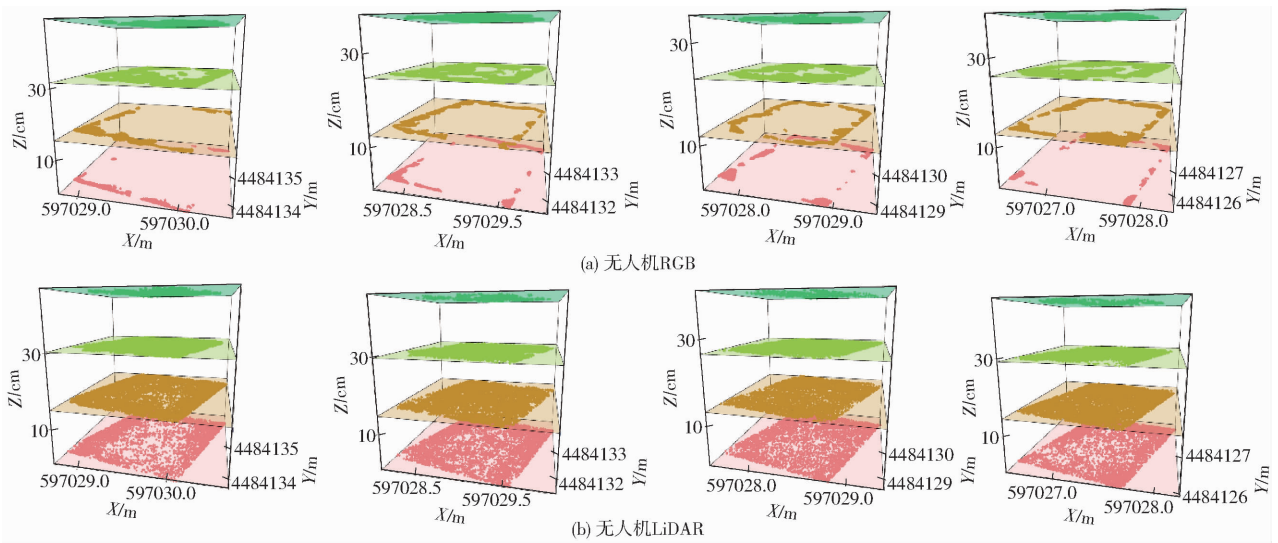 30
10
Z/cm
597029.0
597030.0
X/m
4484135
4484134
Y/m
30
10
Z/cm
597028.5
597029.5
X/m
4484133
4484132
Y/m
30
10
Z/cm
597028.0
597029.0
X/m
4484130
4484129
Y/m
30
10
Z/cm
597027.0
597028.0
X/m
4484127
4484126
Y/m
(a) 无人机RGB
30
10
Z/cm
597029.0
597030.0
X/m
4484135
4484134
Y/m
30
10
Z/cm
597028.5
597029.5
X/m
4484133
4484132
Y/m
30
10
Z/cm
597028.0
597029.0
X/m
4484130
4484129
Y/m
30
10
Z/cm
597027.0
597028.0
X/m
4484127
4484126
Y/m
(b) 无人机LiDAR